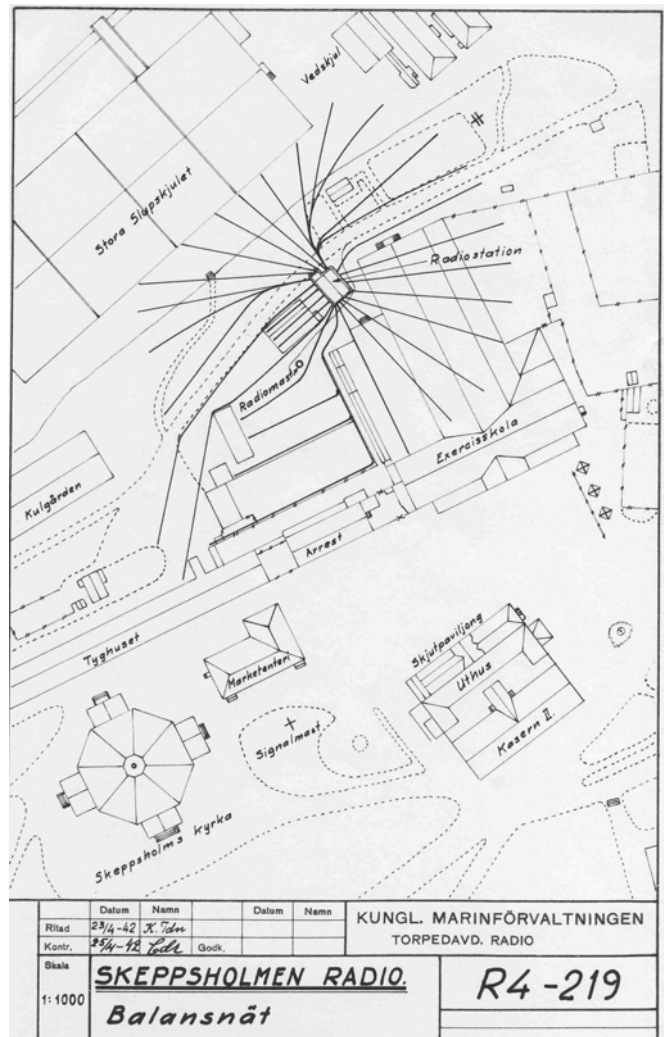 Vedskjul
Stora Slupskjulet
Radiostation
Radiomast
Exercisskola
Kulgården
Arrest
Tyghuset
Marketenteri
Skjutpaviljong
Uthus
Kasern II.
Signalmast
Skeppsholms Kyrka
Datum Namn Datum Namn
Ritad 23/4-42 K.
Kontr. 25/4-42 Godk.
KUNGL. MARINFÖRVALTNINGEN
TORPEDAVD. RADIO
Skala
1:1000
SKEPPSHOLMEN RADIO.
Balansnät
R4-219